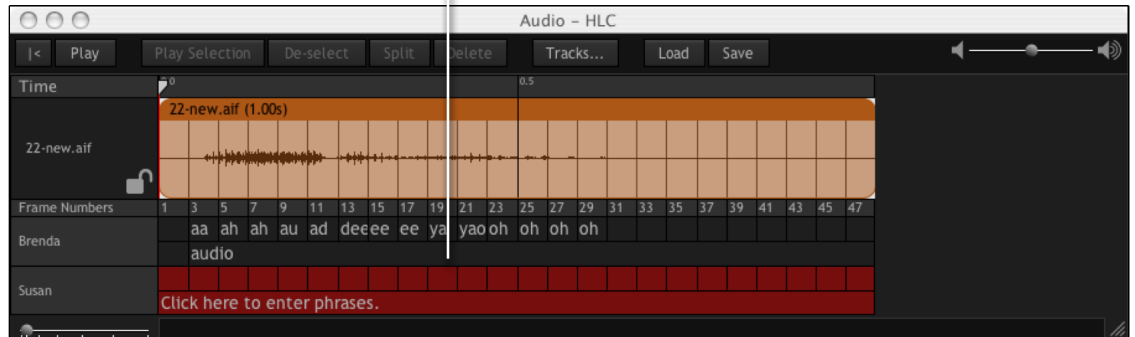 Audio – HLC
|< Play Play Selection De-select Split Delete Tracks... Load Save
Time 0 0.5
22-new.aif (1.00s)
22-new.aif
Frame Numbers 1 3 5 7 9 11 13 15 17 19 21 23 25 27 29 31 33 35 37 39 41 43 45 47
aa ah ah au ad deeee ee ya yao oh oh oh oh
Brenda
audio
Susan
Click here to enter phrases.